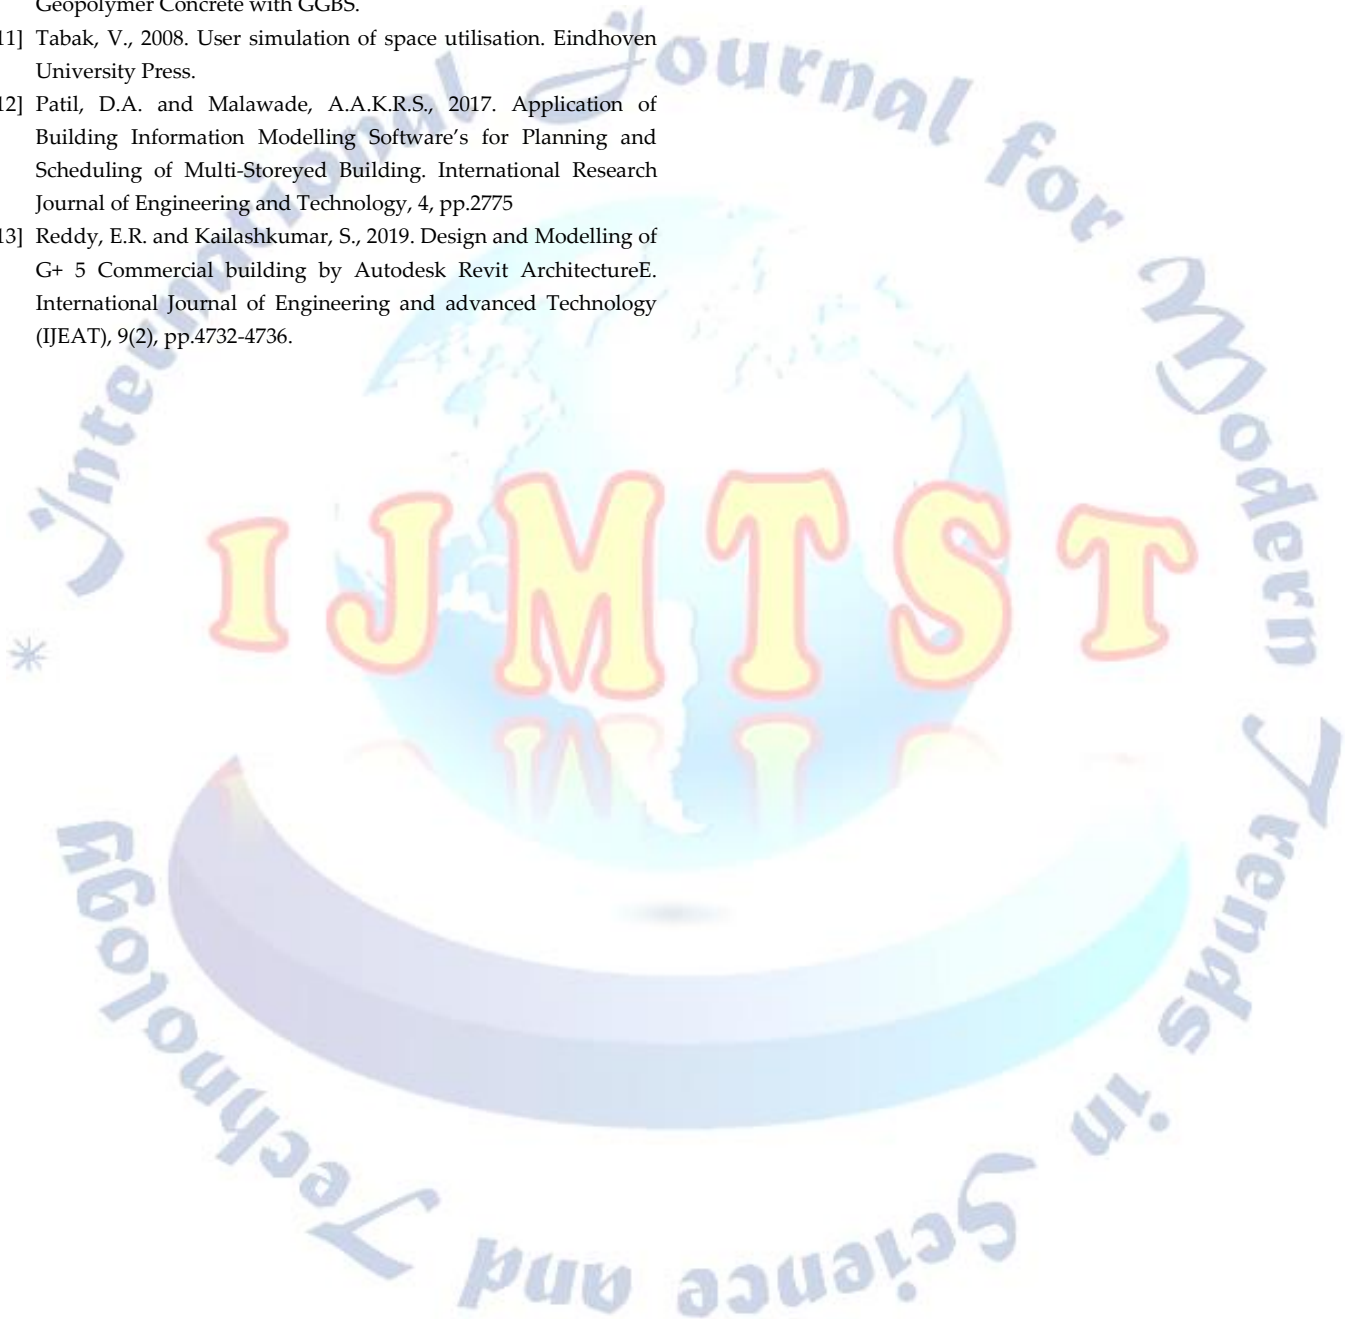 Geopolymer Concrete with GGBS.
11] Tabak, V., 2008. User simulation of space utilisation. Eindhoven
University Press.
12] Patil, D.A. and Malawade, A.A.K.R.S., 2017. Application of
Building Information Modelling Software’s for Planning and
Scheduling of Multi-Storeyed Building. International Research
Journal of Engineering and Technology, 4, pp.2775
13] Reddy, E.R. and Kailashkumar, S., 2019. Design and Modelling of
G+ 5 Commercial building by Autodesk Revit ArchitectureE.
International Journal of Engineering and advanced Technology
(IJEAT), 9(2), pp.4732-4736.
International Journal for Modern Trends in Science and Technology
IJMTST
*